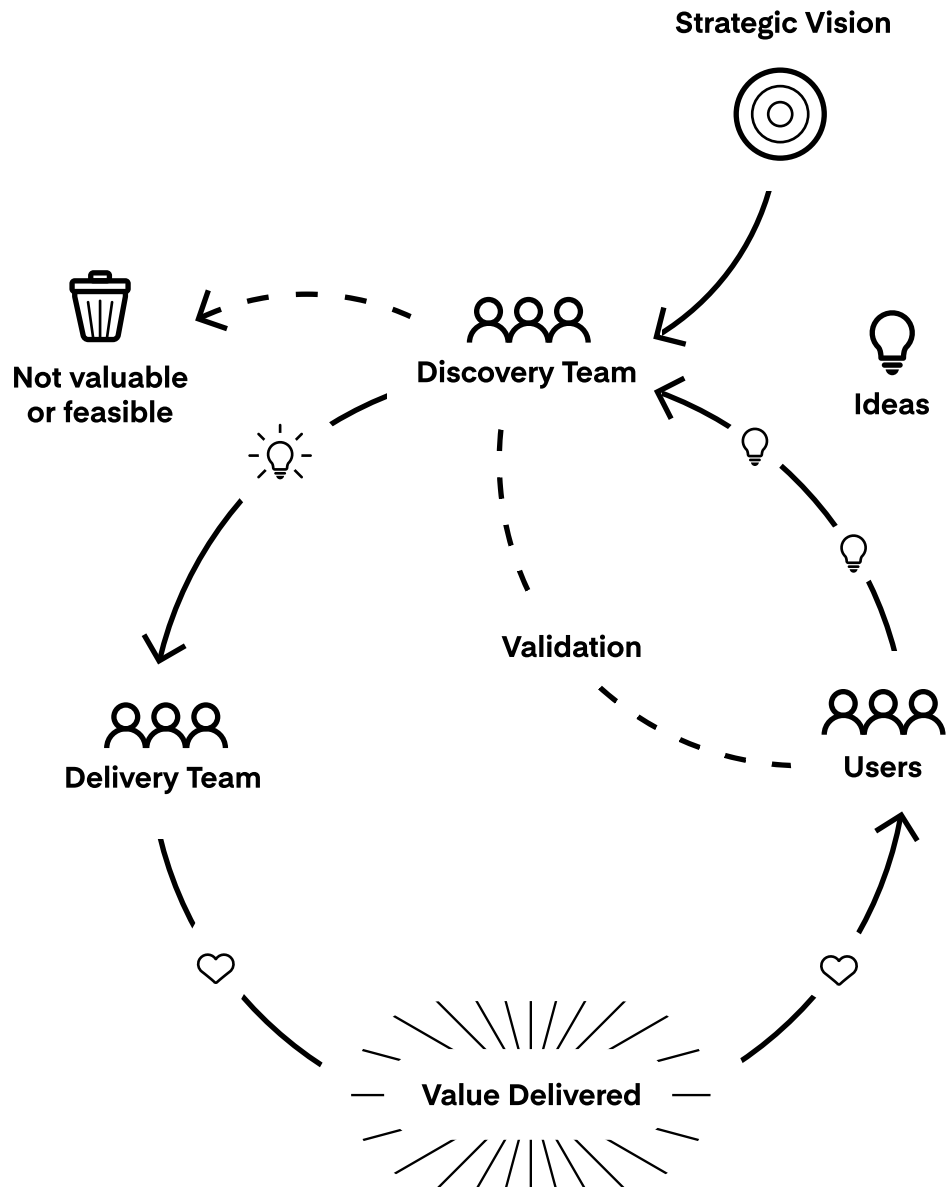 Strategic Vision
Not valuable
or feasible
Discovery Team
Ideas
Validation
Delivery Team
Users
Value Delivered